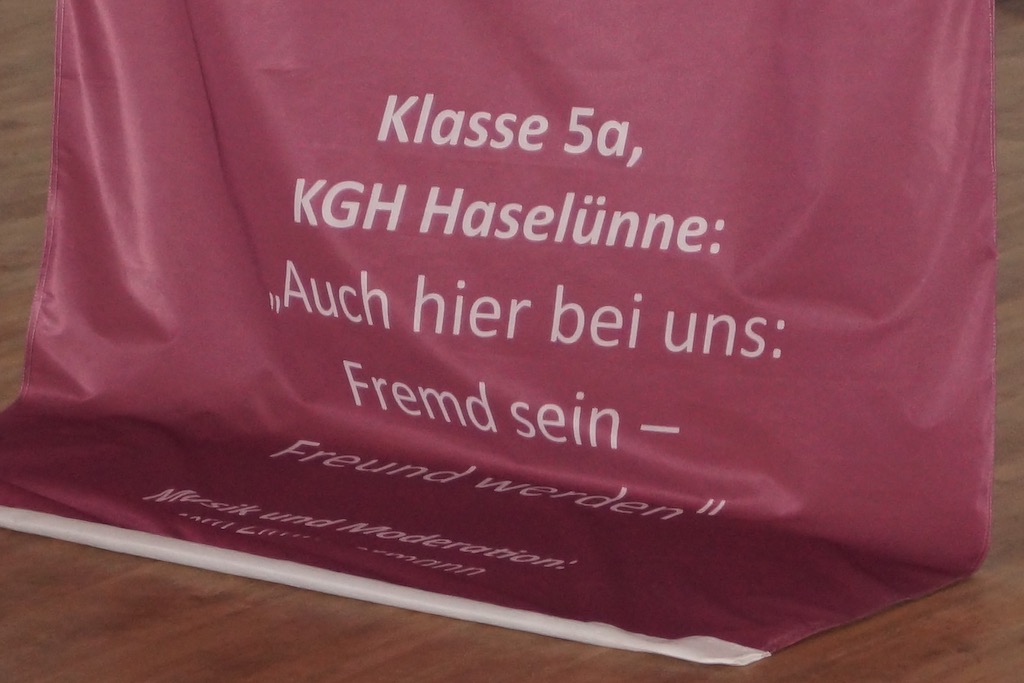 Klasse 5a,
KGH Haselünne:
„Auch hier bei uns:
Fremd sein –
Freund werden"
Musik und Moderation: